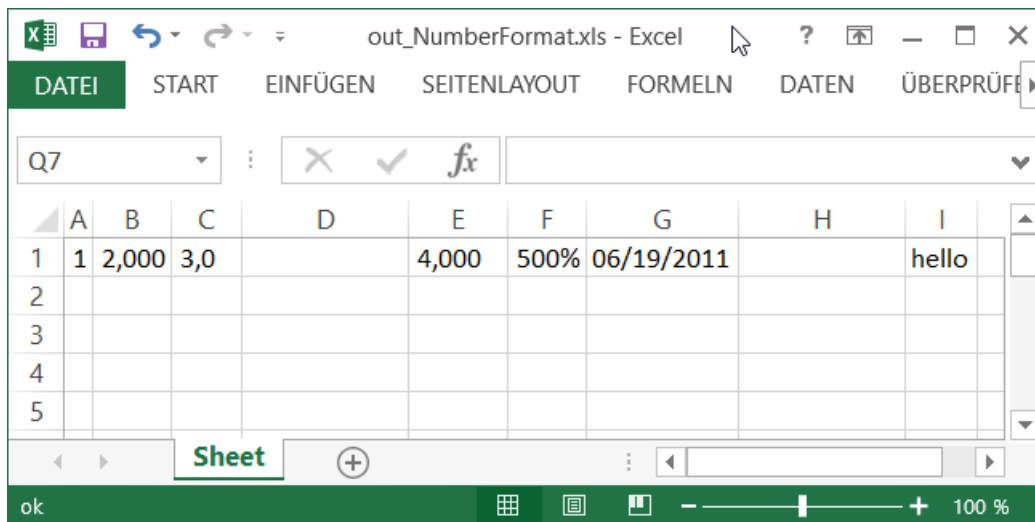 out_NumberFormat.xls - Excel ?
DATEI START EINFÜGEN SEITENLAYOUT FORMELN DATEN ÜBERPRÜFE
Q7 fx
A B C D E F G H I
1 1 2,000 3,0 4,000 500% 06/19/2011 hello
2
3
4
5
Sheet
ok 100 %